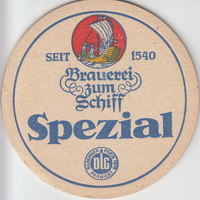 SEIT 1540
Brauerei
zum
Schiff
Spezial
DLG